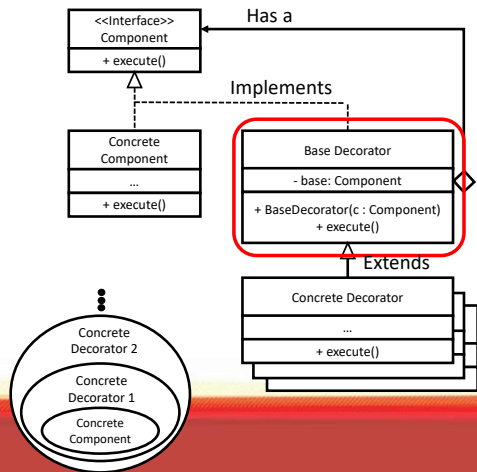 Has a
<<Interface>>
Component
+ execute()
Implements
Concrete
Component
...
+ execute()
Base Decorator
- base: Component
+ BaseDecorator(c : Component)
+ execute()
Extends
Concrete Decorator
...
+ execute()
Concrete
Decorator 2
Concrete
Decorator 1
Concrete
Component